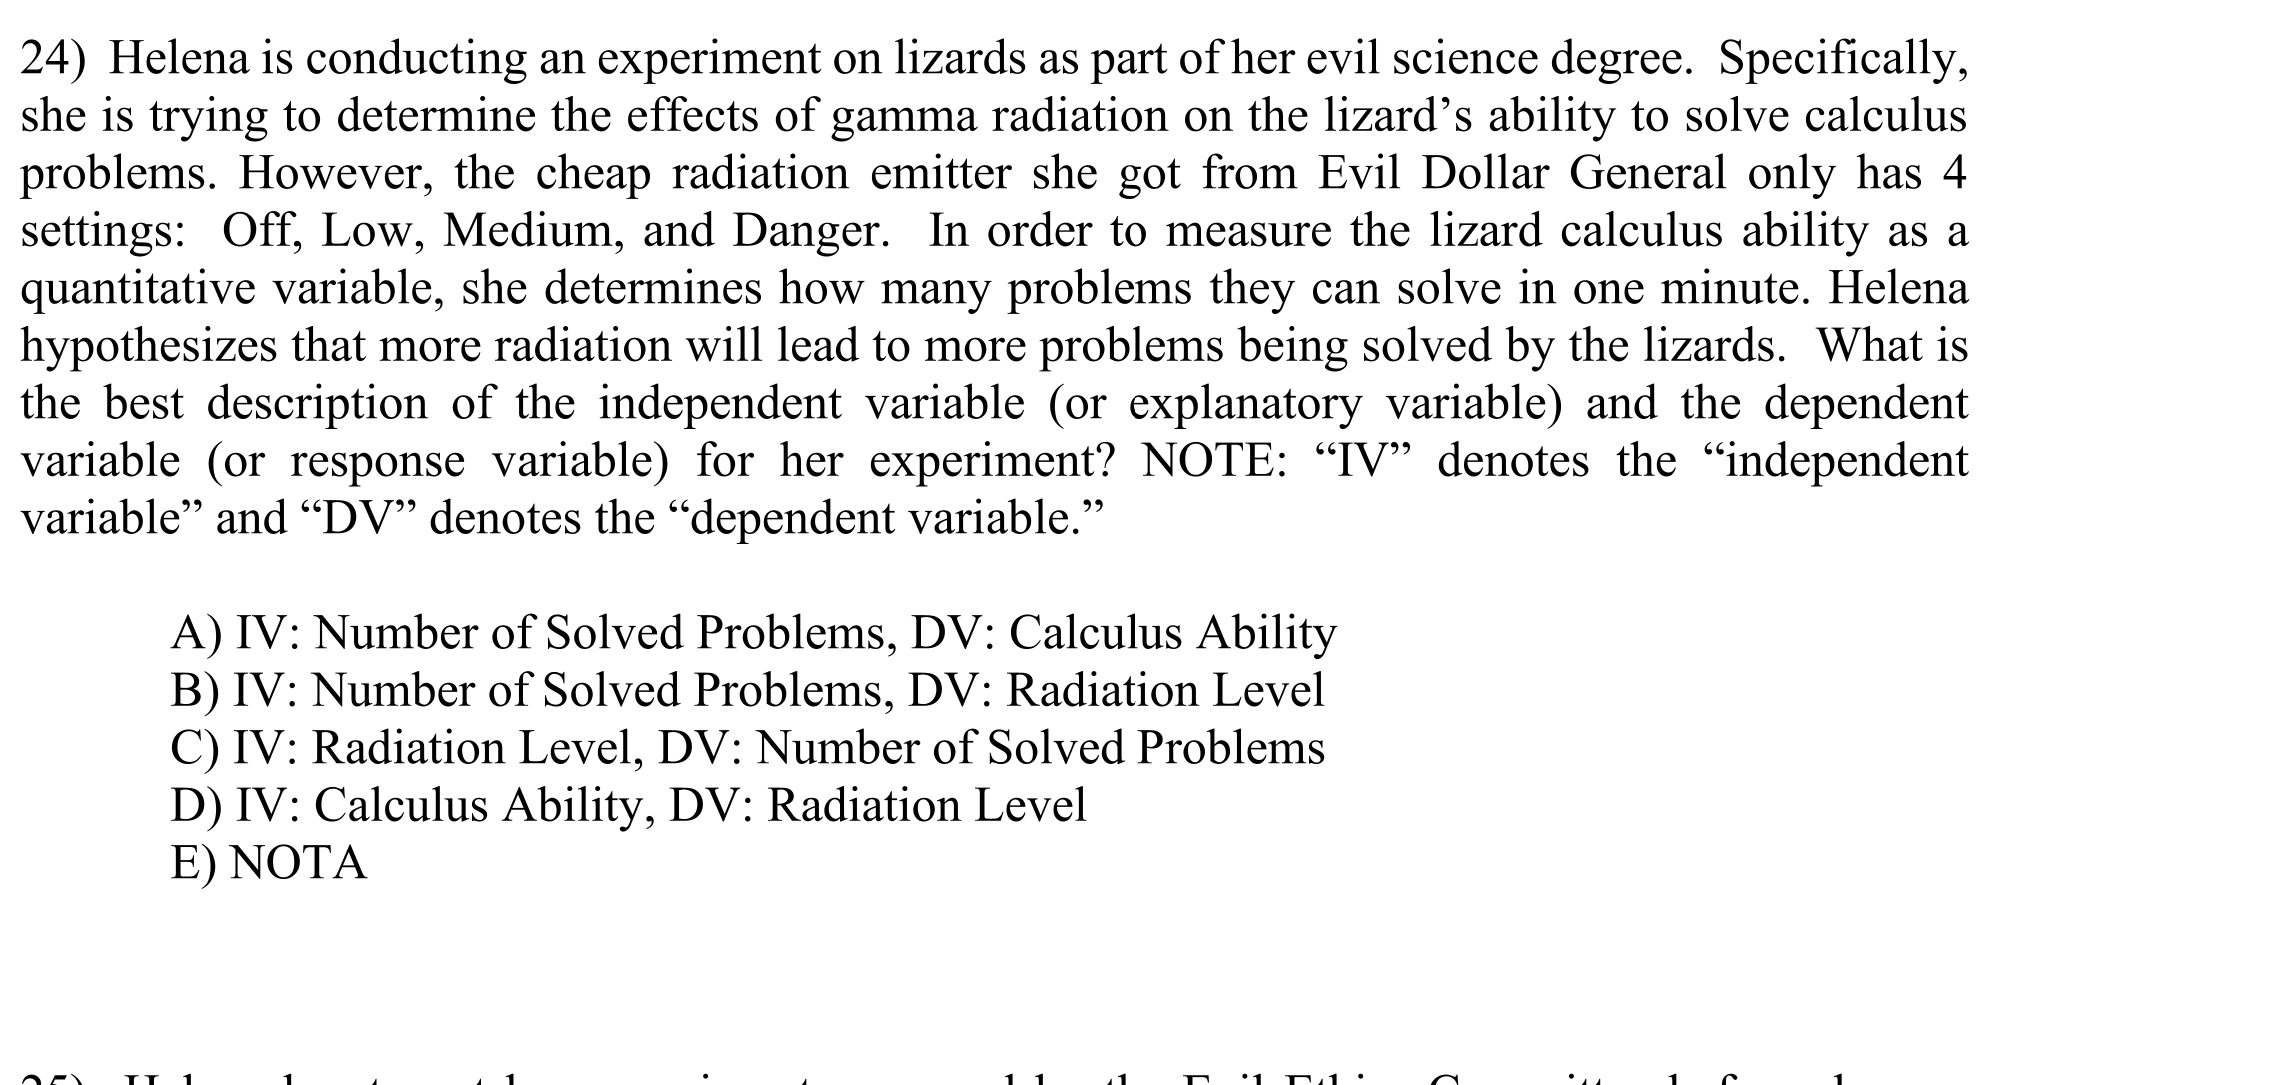 24) Helena is conducting an experiment on lizards as part of her evil science degree. Specifically,
she is trying to determine the effects of gamma radiation on the lizard’s ability to solve calculus
problems. However, the cheap radiation emitter she got from Evil Dollar General only has 4
settings: Off, Low, Medium, and Danger. In order to measure the lizard calculus ability as a
quantitative variable, she determines how many problems they can solve in one minute. Helena
hypothesizes that more radiation will lead to more problems being solved by the lizards. What is
the best description of the independent variable (or explanatory variable) and the dependent
variable (or response variable) for her experiment? NOTE: “IV” denotes the “independent
variable” and “DV” denotes the “dependent variable.”
A) IV: Number of Solved Problems, DV: Calculus Ability
B) IV: Number of Solved Problems, DV: Radiation Level
C) IV: Radiation Level, DV: Number of Solved Problems
D) IV: Calculus Ability, DV: Radiation Level
E) NOTA